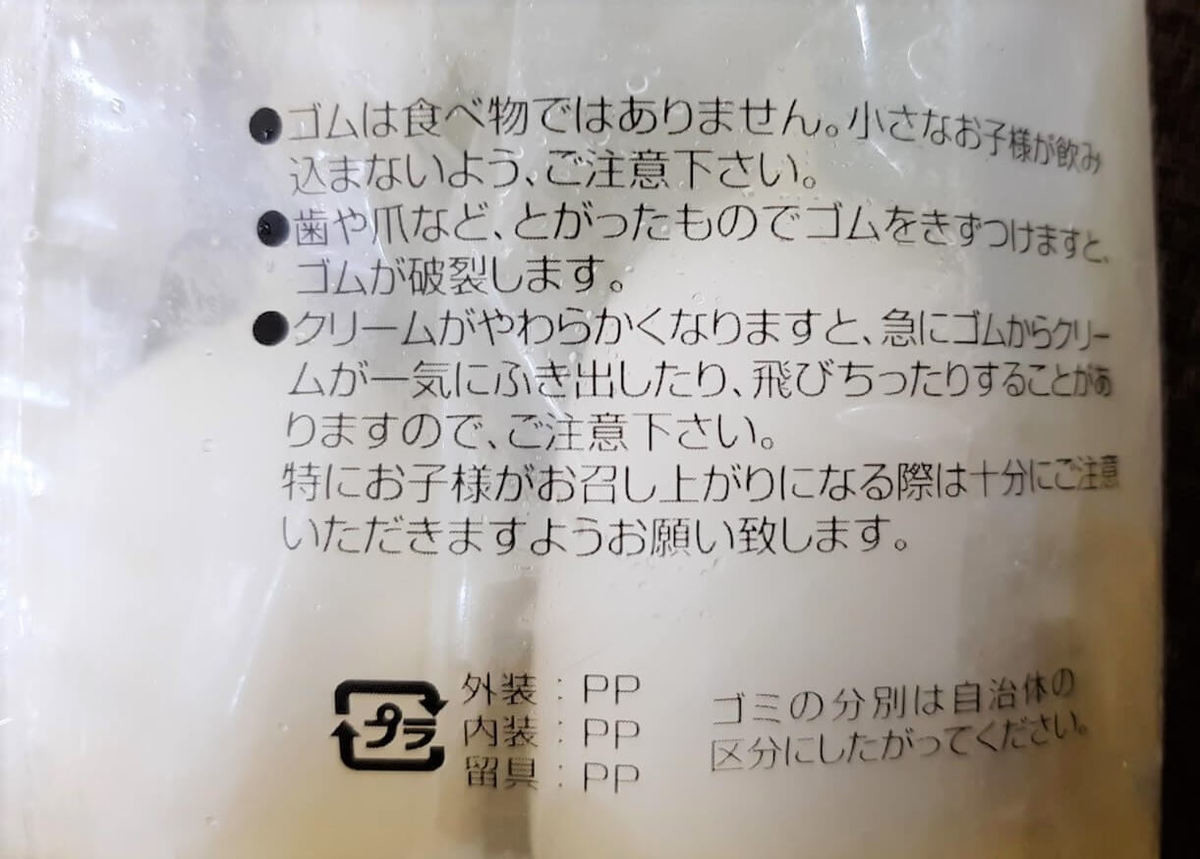 ●ゴムは食べ物ではありません。小さなお子様が飲み
込まないよう、ご注意下さい。
●歯や爪など、とがったものでゴムをきずつけますと、
ゴムが破裂します。
●クリームがやわらかくなりますと、急にゴムからクリー
ムが一気にふき出したり、飛びちったりすることがあ
りますので、ご注意下さい。
特にお子様がお召し上がりになる際は十分にご注意
いただきますようお願い致します。
プラ
外装：PP
内装：PP
留具：PP
ゴミの分別は自治体の
区分にしたがってください。